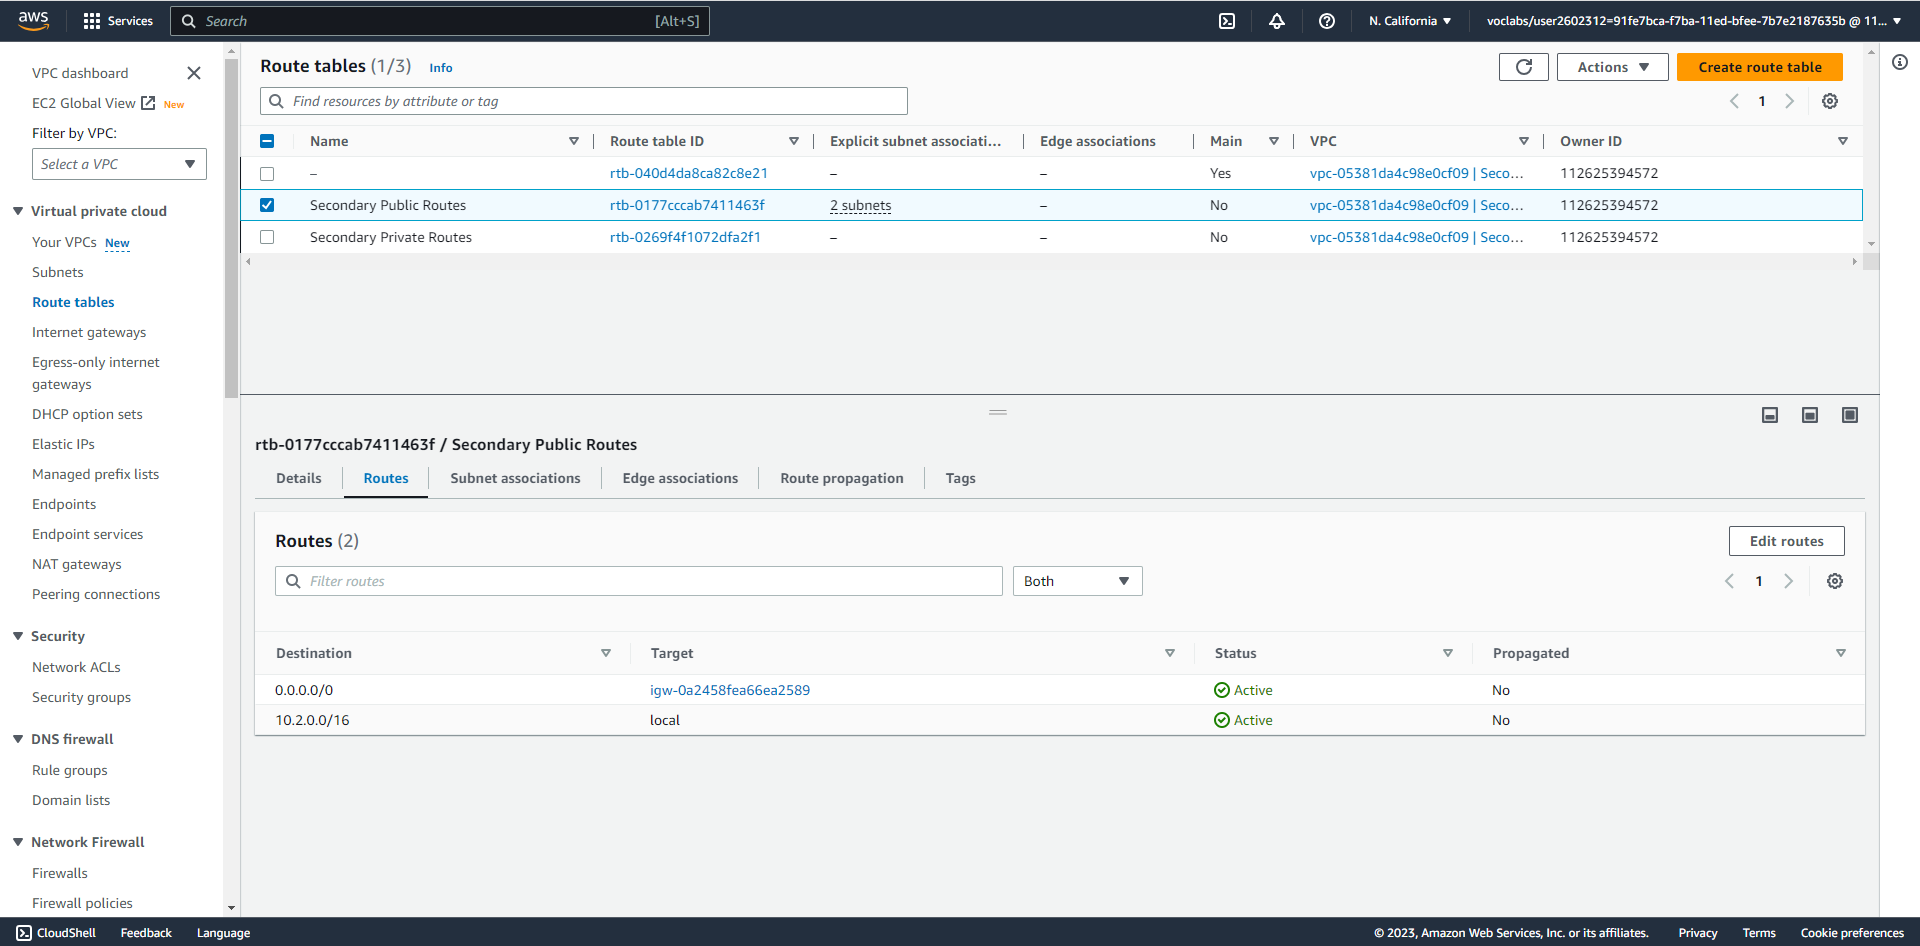 aws Services Search [Alt+S] N. California voclabs/user2602312=91fe7bca-f7ba-11ed-bfee-7b7e2187635b @ 11...
VPC dashboard
EC2 Global View New
Filter by VPC:
Select a VPC
Virtual private cloud
Your VPCs New
Subnets
Route tables
Internet gateways
Egress-only internet
gateways
DHCP option sets
Elastic IPs
Managed prefix lists
Endpoints
Endpoint services
NAT gateways
Peering connections
Security
Network ACLs
Security groups
DNS firewall
Rule groups
Domain lists
Network Firewall
Firewalls
Firewall policies
Route tables (1/3) Info Actions Create route table
Find resources by attribute or tag 1
Name Route table ID Explicit subnet associati... Edge associations Main VPC Owner ID
– rtb-040d4da8ca82c8e21 – – Yes vpc-05381da4c98e0cf09 | Seco... 112625394572
Secondary Public Routes rtb-0177cccab7411463f 2 subnets – No vpc-05381da4c98e0cf09 | Seco... 112625394572
Secondary Private Routes rtb-0269f4f1072dfa2f1 – – No vpc-05381da4c98e0cf09 | Seco... 112625394572
rtb-0177cccab7411463f / Secondary Public Routes
Details Routes Subnet associations Edge associations Route propagation Tags
Routes (2) Edit routes
Filter routes Both 1
Destination Target Status Propagated
0.0.0.0/0 igw-0a2458fea66ea2589 Active No
10.2.0.0/16 local Active No
CloudShell Feedback Language © 2023, Amazon Web Services, Inc. or its affiliates. Privacy Terms Cookie preferences